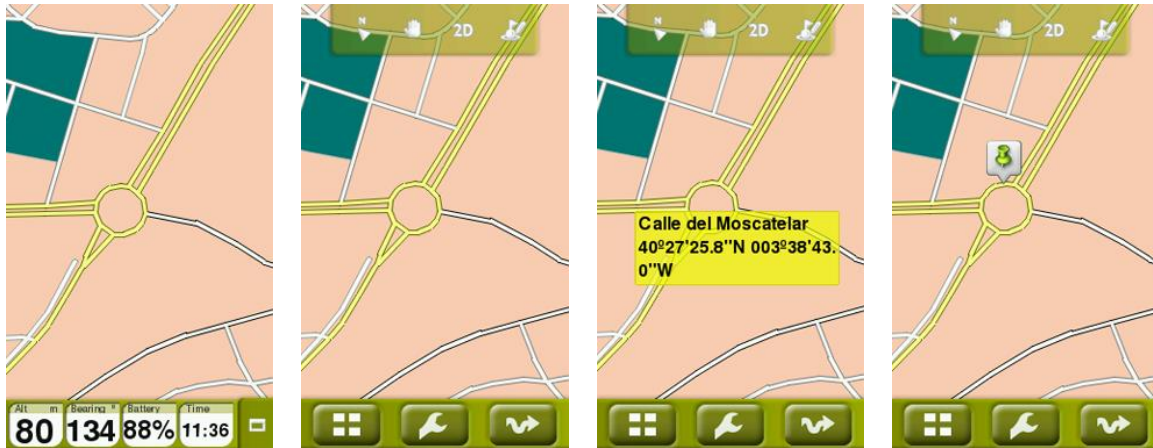 Alt m Bearing º Battery Time
80 134 88% 11:36
N 2D
N 2D
Calle del Moscatelar
40º27'25.8"N 003º38'43.
0"W
N 2D